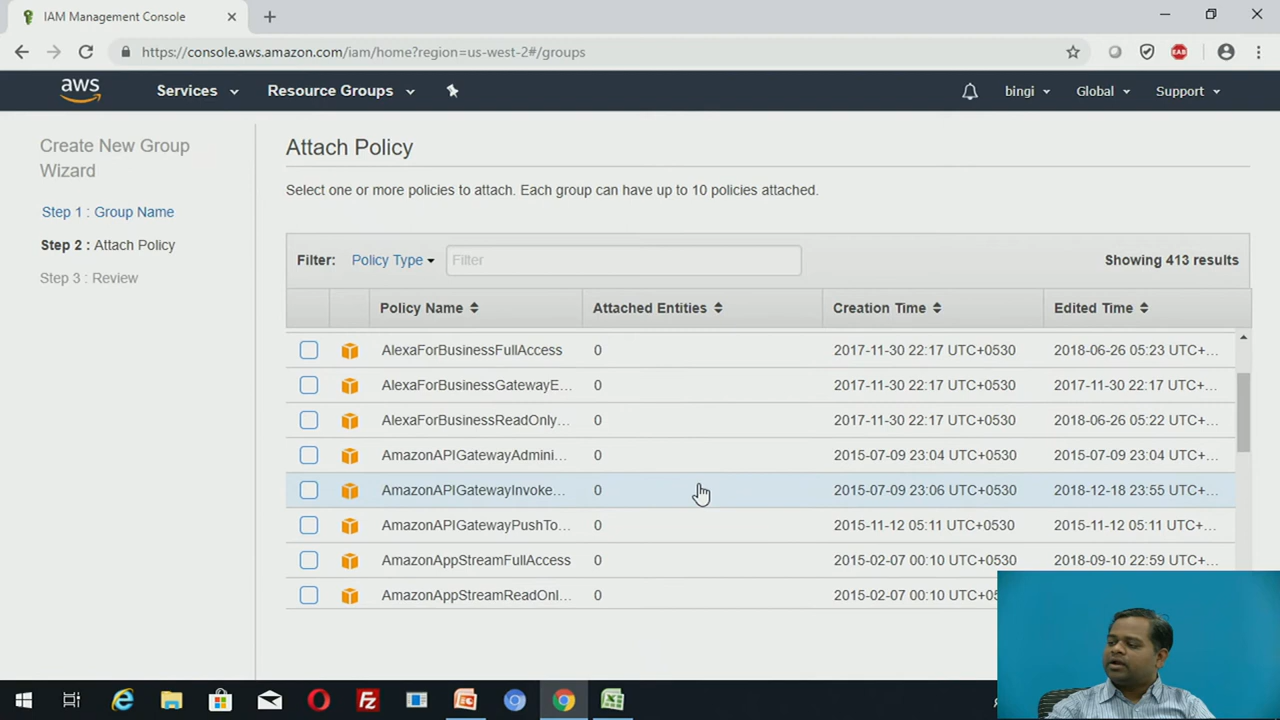 IAM Management Console
https://console.aws.amazon.com/iam/home?region=us-west-2#/groups
EAB
aws Services Resource Groups bingi Global Support
Create New Group
Wizard
Step 1 : Group Name
Step 2 : Attach Policy
Step 3 : Review
Attach Policy
Select one or more policies to attach. Each group can have up to 10 policies attached.
Filter: Policy Type Filter Showing 413 results
Policy Name Attached Entities Creation Time Edited Time
AlexaForBusinessFullAccess 0 2017-11-30 22:17 UTC+0530 2018-06-26 05:23 UTC+...
AlexaForBusinessGatewayE... 0 2017-11-30 22:17 UTC+0530 2017-11-30 22:17 UTC+...
AlexaForBusinessReadOnly... 0 2017-11-30 22:17 UTC+0530 2018-06-26 05:22 UTC+...
AmazonAPIGatewayAdmini... 0 2015-07-09 23:04 UTC+0530 2015-07-09 23:04 UTC+...
AmazonAPIGatewayInvoke... 0 2015-07-09 23:06 UTC+0530 2018-12-18 23:55 UTC+...
AmazonAPIGatewayPushTo... 0 2015-11-12 05:11 UTC+0530 2015-11-12 05:11 UTC+...
AmazonAppStreamFullAccess 0 2015-02-07 00:10 UTC+0530 2018-09-10 22:59 UTC+...
AmazonAppStreamReadOnl... 0 2015-02-07 00:10 UTC+05